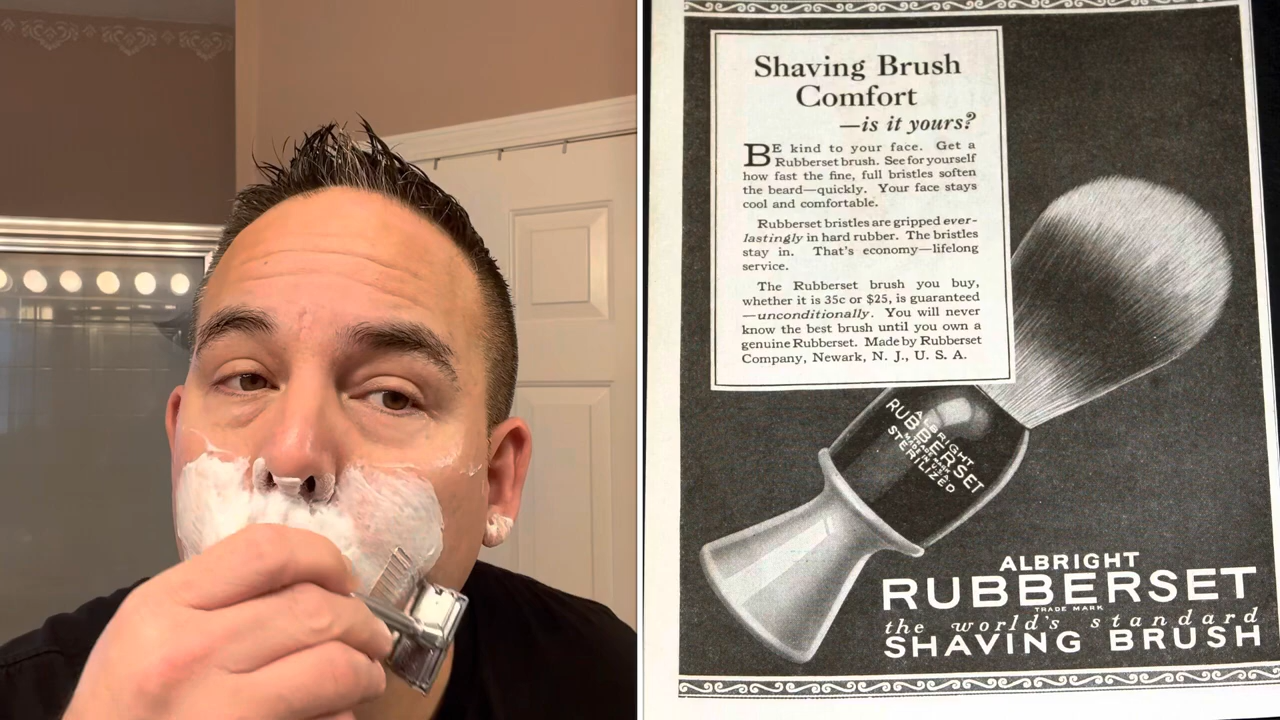 Shaving Brush
Comfort
—is it yours?
BE kind to your face. Get a
Rubberset brush. See for yourself
how fast the fine, full bristles soften
the beard—quickly. Your face stays
cool and comfortable.
Rubberset bristles are gripped ever-
lastingly in hard rubber. The bristles
stay in. That's economy—lifelong
service.
The Rubberset brush you buy,
whether it is 35c or $25, is guaranteed
—unconditionally. You will never
know the best brush until you own a
genuine Rubberset. Made by Rubberset
Company, Newark, N. J., U. S. A.
ALBRIGHT
RUBBERSET
TRADE MARK
MADE IN U.S.A.
STERILIZED
ALBRIGHT
RUBBERSET
TRADE MARK
the world's standard
SHAVING BRUSH